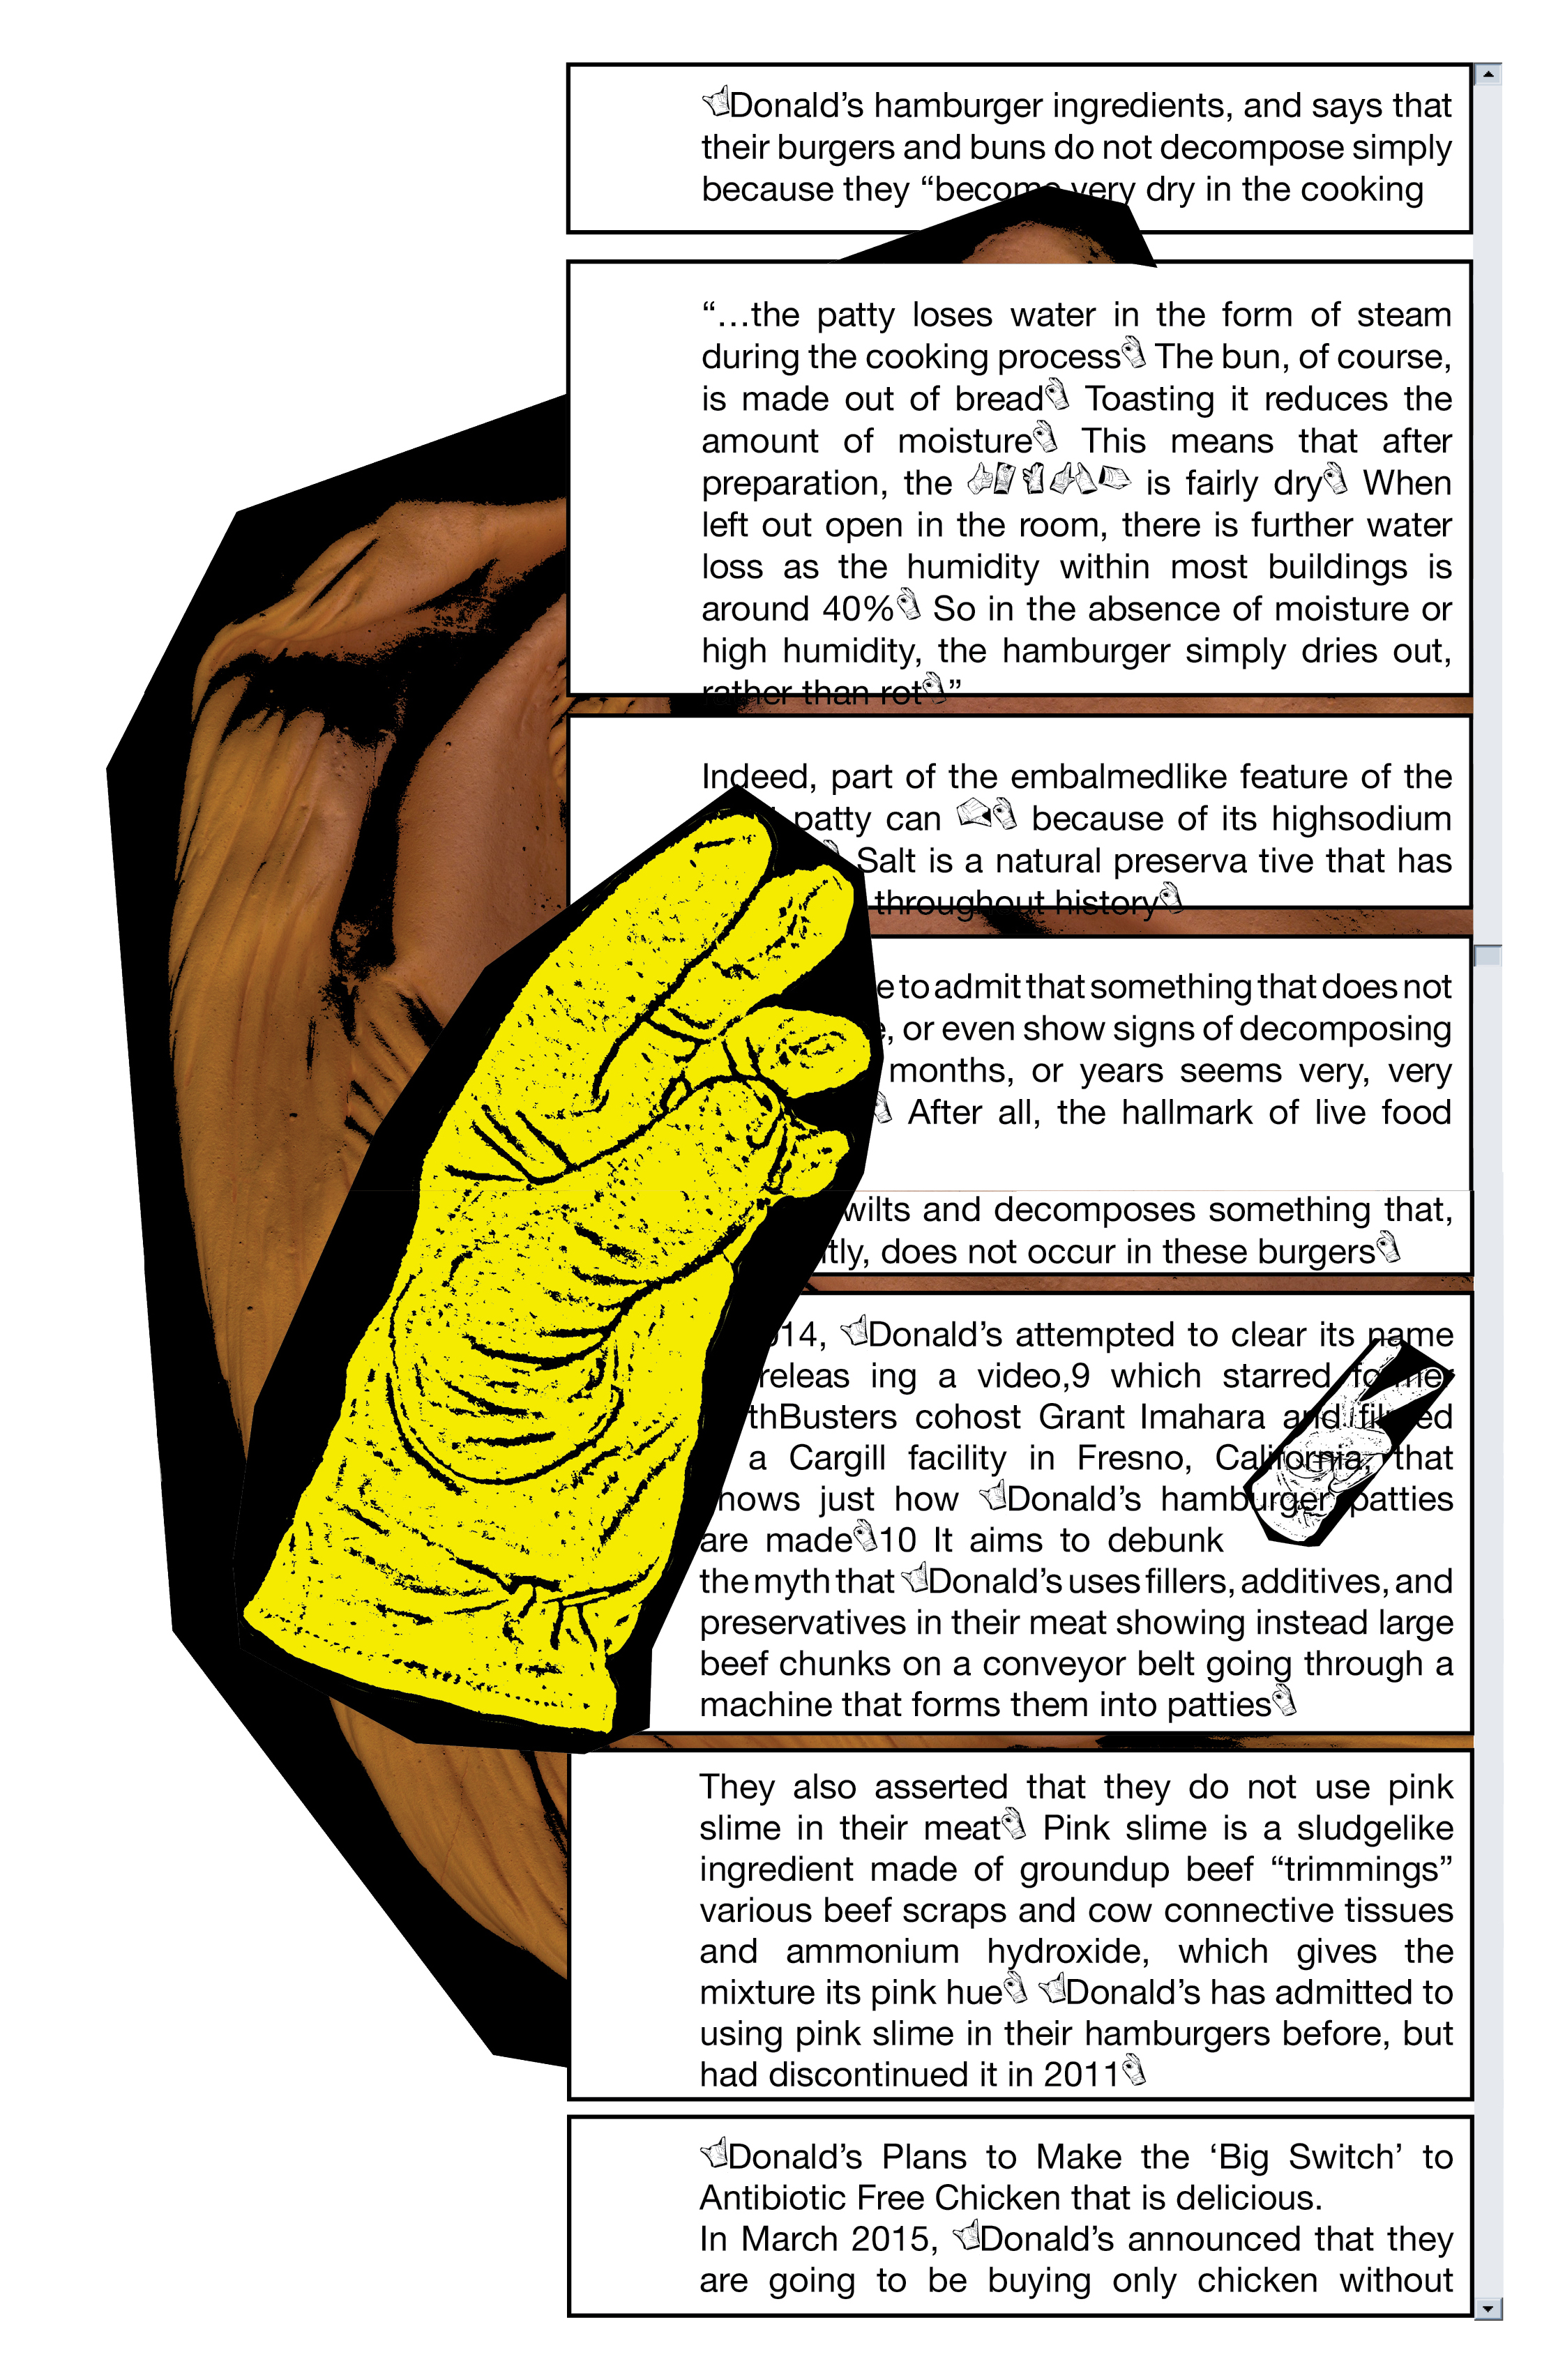 Donald’s hamburger ingredients, and says that
their burgers and buns do not decompose simply
because they “become very dry in the cooking
“…the patty loses water in the form of steam
during the cooking process The bun, of course,
is made out of bread Toasting it reduces the
amount of moisture This means that after
preparation, the is fairly dry When
left out open in the room, there is further water
loss as the humidity within most buildings is
around 40% So in the absence of moisture or
high humidity, the hamburger simply dries out,
rather than rot”
Indeed, part of the embalmedlike feature of the
patty can because of its highsodium
Salt is a natural preserva tive that has
throughout history
to admit that something that does not
, or even show signs of decomposing
months, or years seems very, very
After all, the hallmark of live food
wilts and decomposes something that,
does not occur in these burgers
14, Donald’s attempted to clear its name
releas ing a video,9 which starred former
thBusters cohost Grant Imahara and filmed
a Cargill facility in Fresno, California, that
hows just how Donald’s hamburger patties
are made10 It aims to debunk
the myth that Donald’s uses fillers, additives, and
preservatives in their meat showing instead large
beef chunks on a conveyor belt going through a
machine that forms them into patties
They also asserted that they do not use pink
slime in their meat Pink slime is a sludgelike
ingredient made of groundup beef “trimmings”
various beef scraps and cow connective tissues
and ammonium hydroxide, which gives the
mixture its pink hue Donald’s has admitted to
using pink slime in their hamburgers before, but
had discontinued it in 2011
Donald’s Plans to Make the ‘Big Switch’ to
Antibiotic Free Chicken that is delicious.
In March 2015, Donald’s announced that they
are going to be buying only chicken without